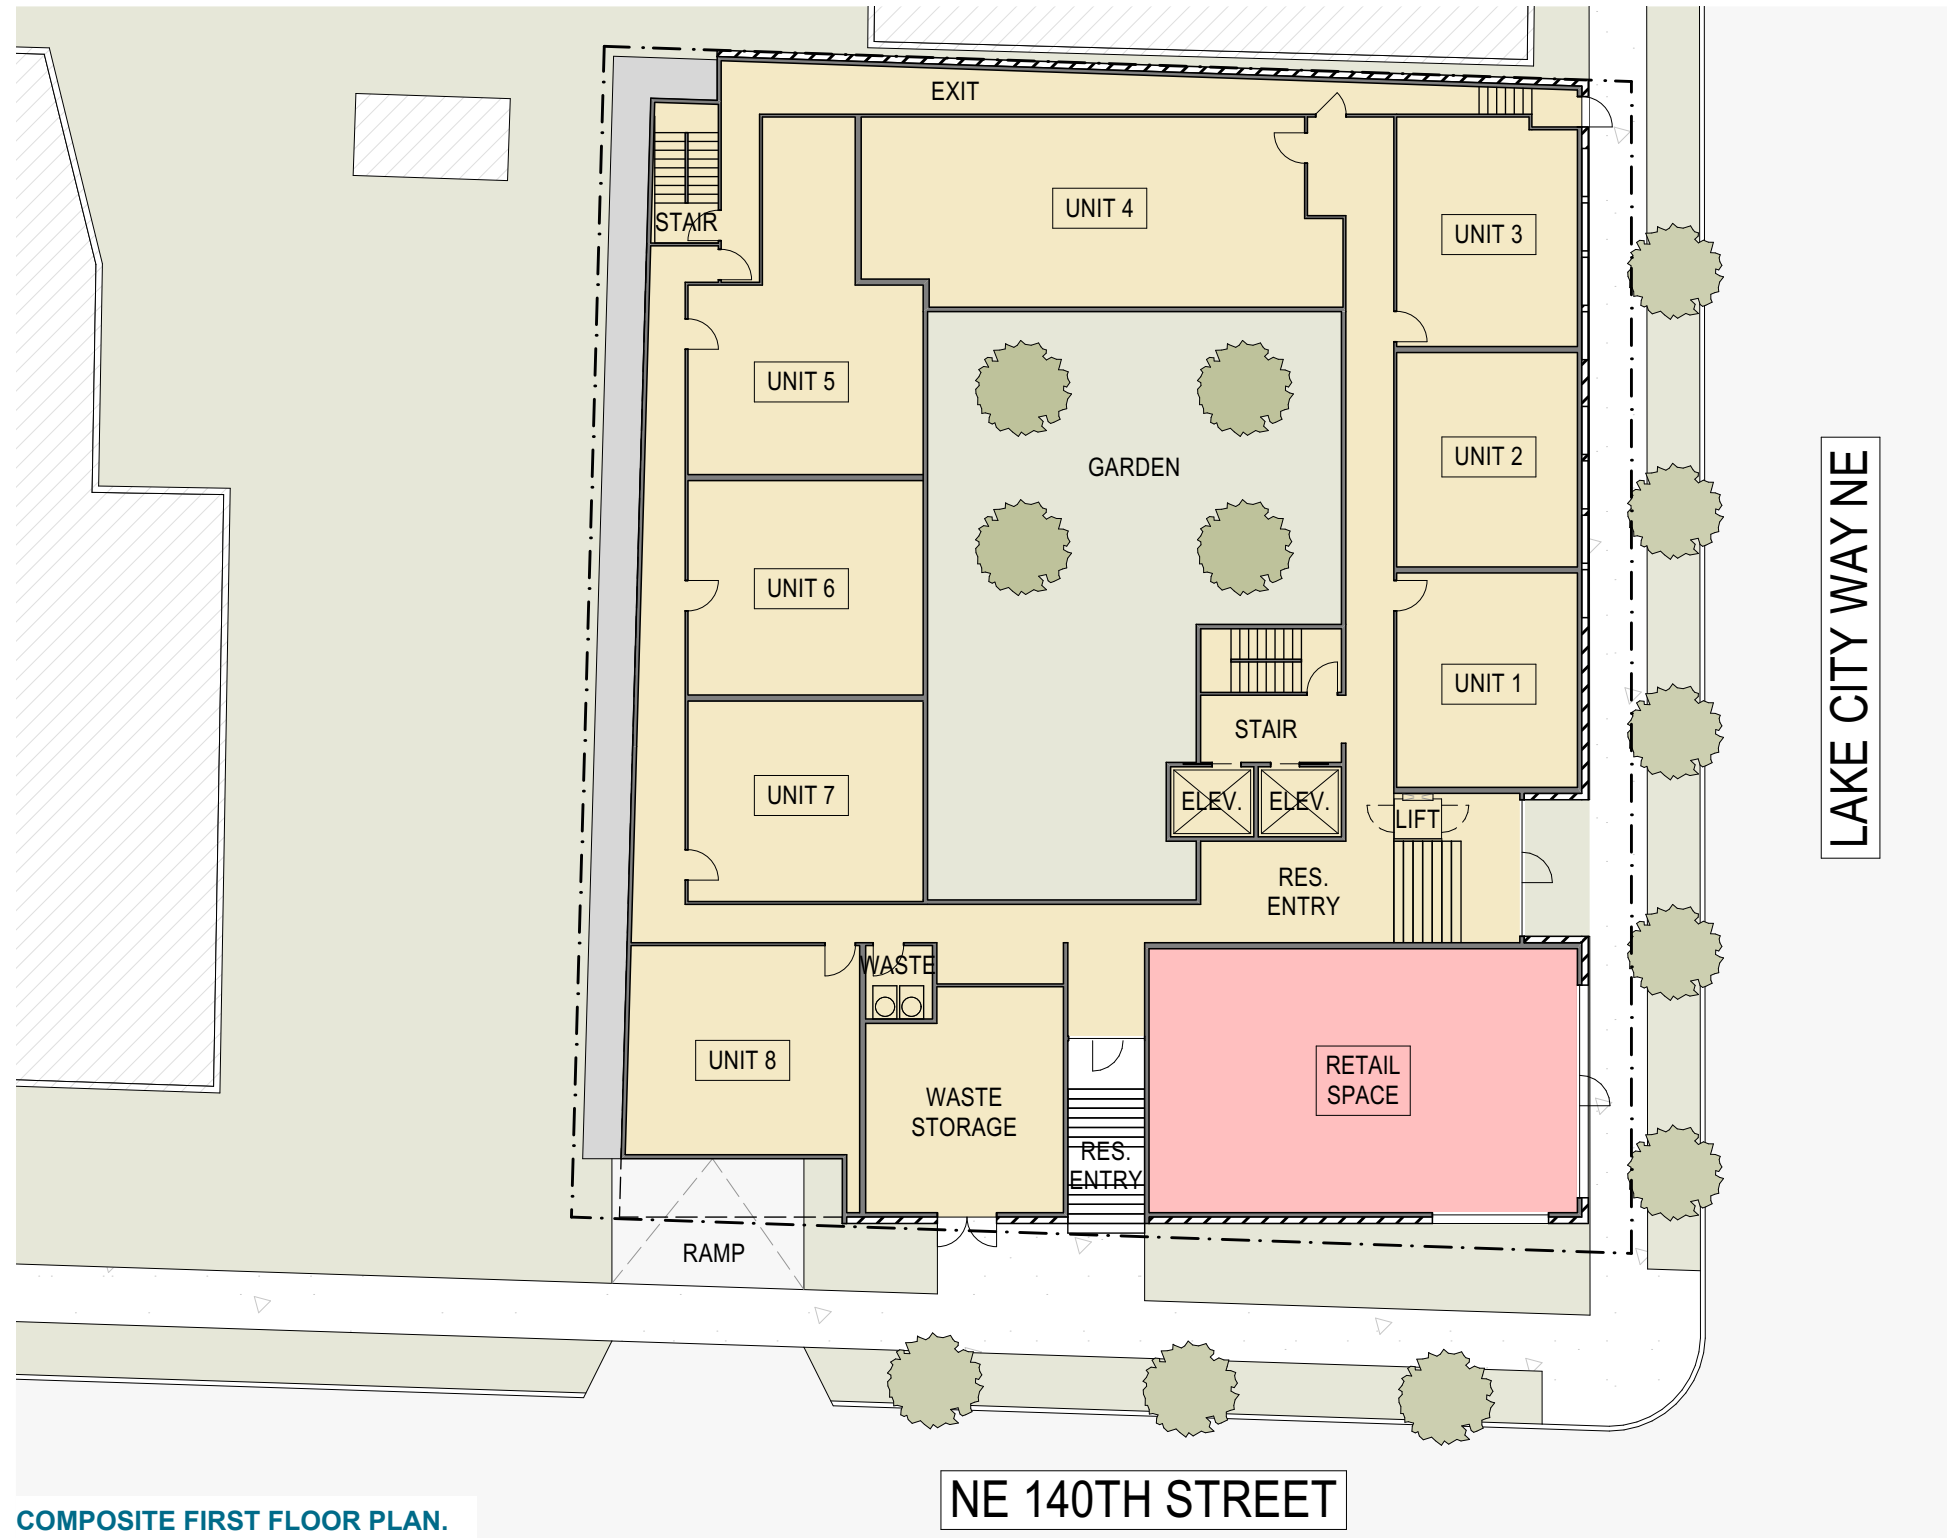 EXIT
UNIT 4
STAIR
UNIT 3
UNIT 5
GARDEN
UNIT 2
UNIT 6
UNIT 1
STAIR
UNIT 7
ELEV.
ELEV.
LIFT
RES.
ENTRY
WASTE
UNIT 8
WASTE
STORAGE
RES.
ENTRY
RETAIL
SPACE
RAMP
LAKE CITY WAY NE
NE 140TH STREET
COMPOSITE FIRST FLOOR PLAN.